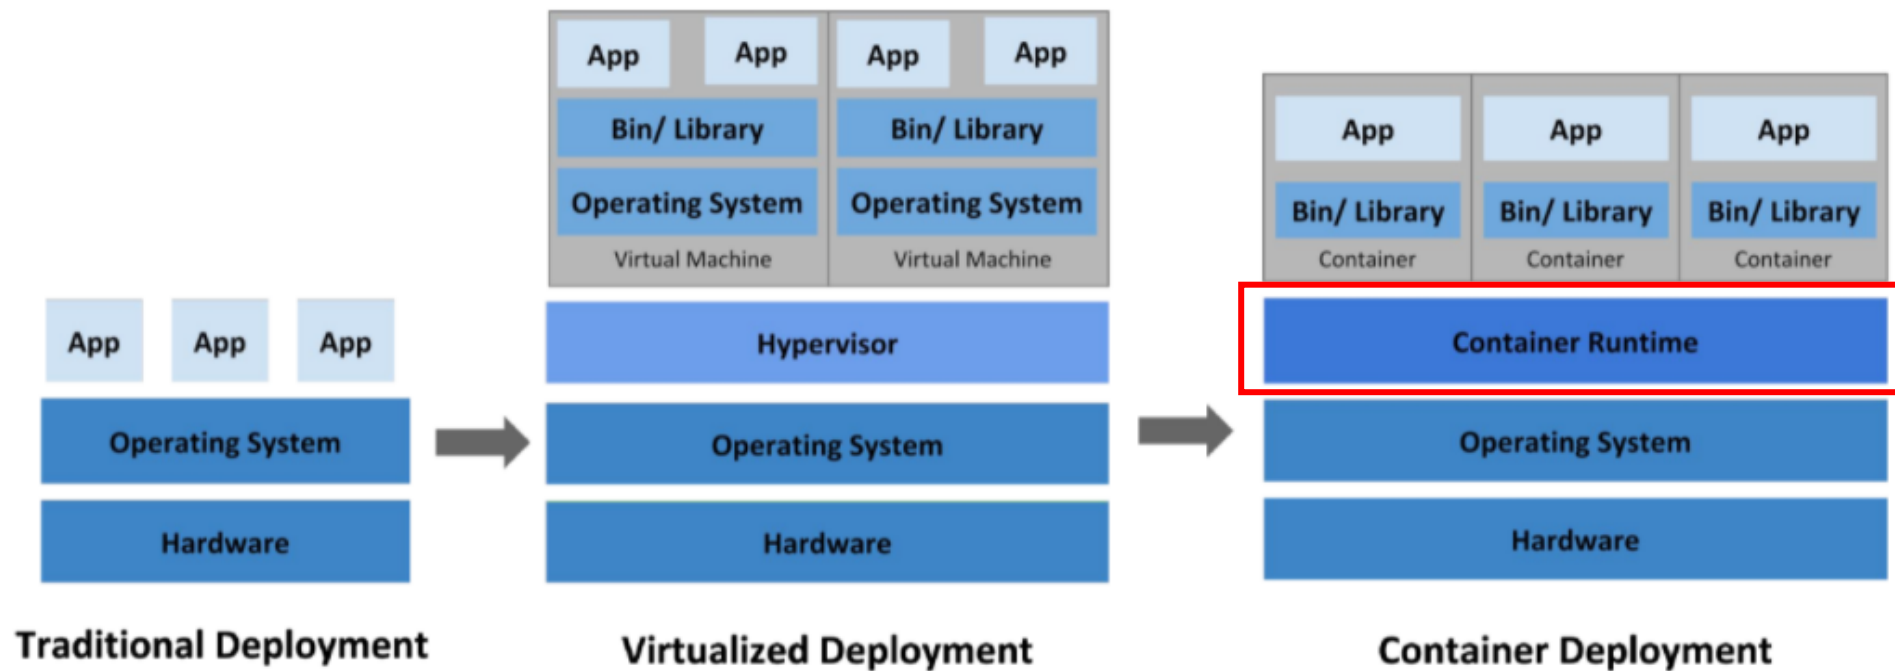 App App App
Operating System
Hardware
Traditional Deployment
App App App App
Bin/ Library Bin/ Library
Operating System Operating System
Virtual Machine Virtual Machine
Hypervisor
Operating System
Hardware
Virtualized Deployment
App App App
Bin/ Library Bin/ Library Bin/ Library
Container Container Container
Container Runtime
Operating System
Hardware
Container Deployment